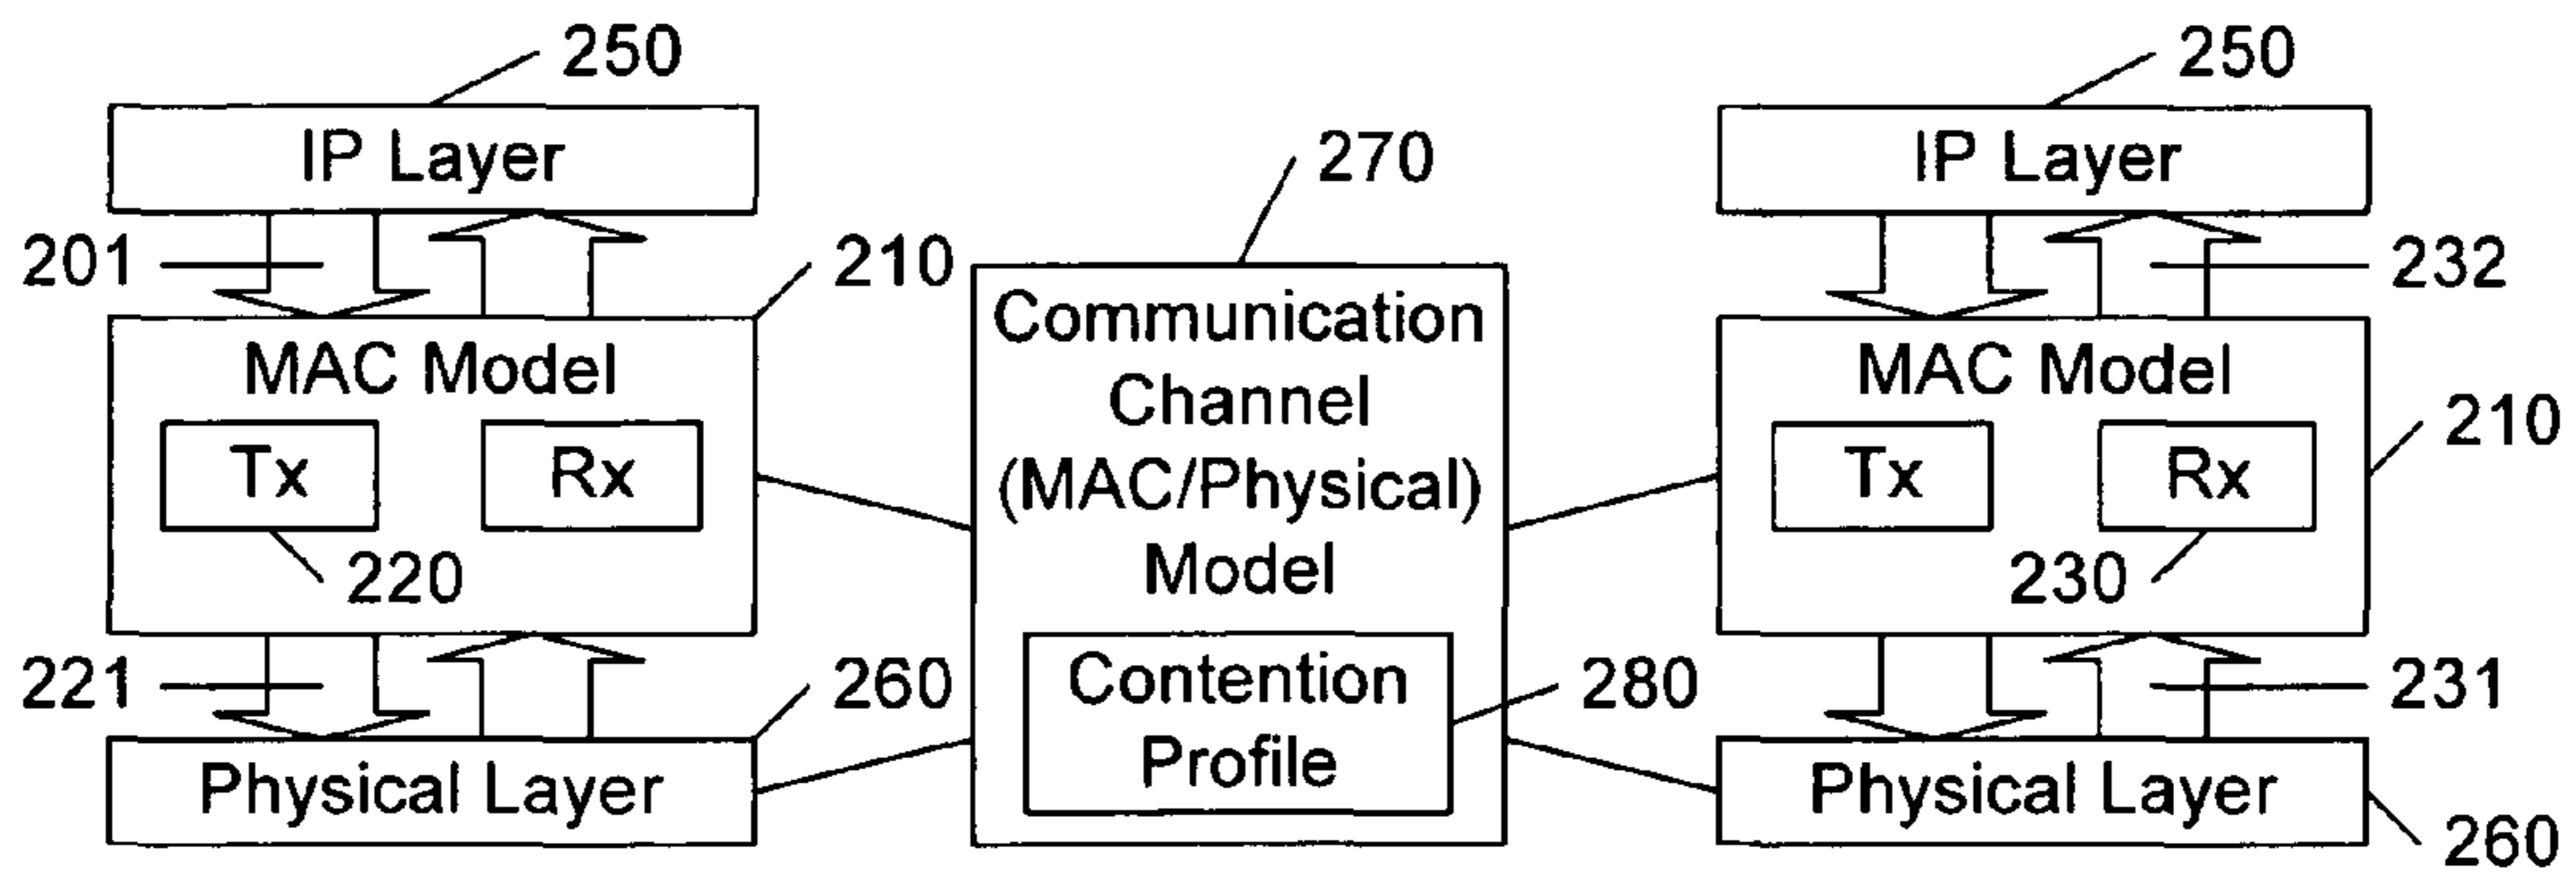 250
250
IP Layer
270
IP Layer
201
210
232
Communication
Channel
(MAC/Physical)
Model
MAC Model
Tx
Rx
220
MAC Model
Tx
Rx
210
230
221
260
Contention
Profile
280
231
Physical Layer
Physical Layer
260